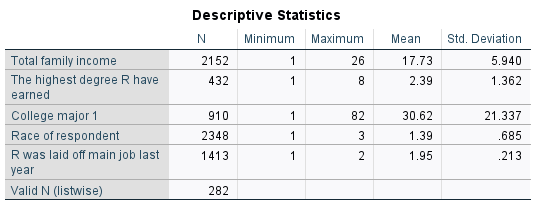 Descriptive Statistics
N Minimum Maximum Mean Std. Deviation
Total family income 2152 1 26 17.73 5.940
The highest degree R have earned 432 1 8 2.39 1.362
College major 1 910 1 82 30.62 21.337
Race of respondent 2348 1 3 1.39 .685
R was laid off main job last year 1413 1 2 1.95 .213
Valid N (listwise) 282